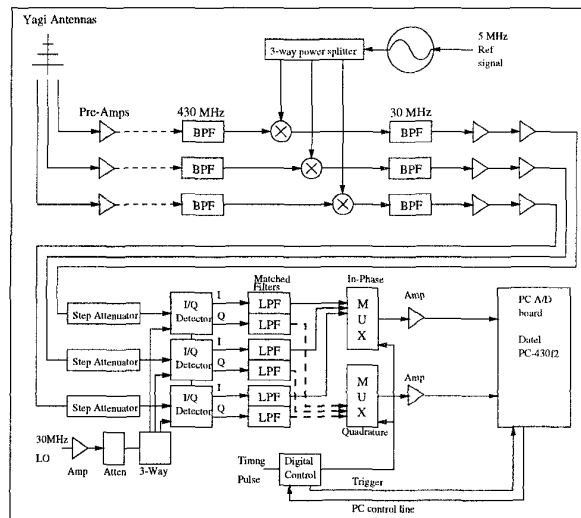 Yagi Antennas
3-way power splitter
5 MHz
Ref
signal
Pre-Amps
430 MHz
30 MHz
BPF
BPF
BPF
BPF
BPF
BPF
Matched
Filters
In-Phase
Step Attenuator
I/Q
Detector
I
Q
LPF
LPF
M
U
X
Amp
PC A/D
board
Datel
PC-430f2
Step Attenuator
I/Q
Detector
I
Q
LPF
LPF
Step Attenuator
I/Q
Detector
I
Q
LPF
LPF
M
U
X
Amp
Quadrature
30MHz
LO
Amp
Atten
3-Way
Timng
Pulse
Digital
Control
Trigger
PC control line